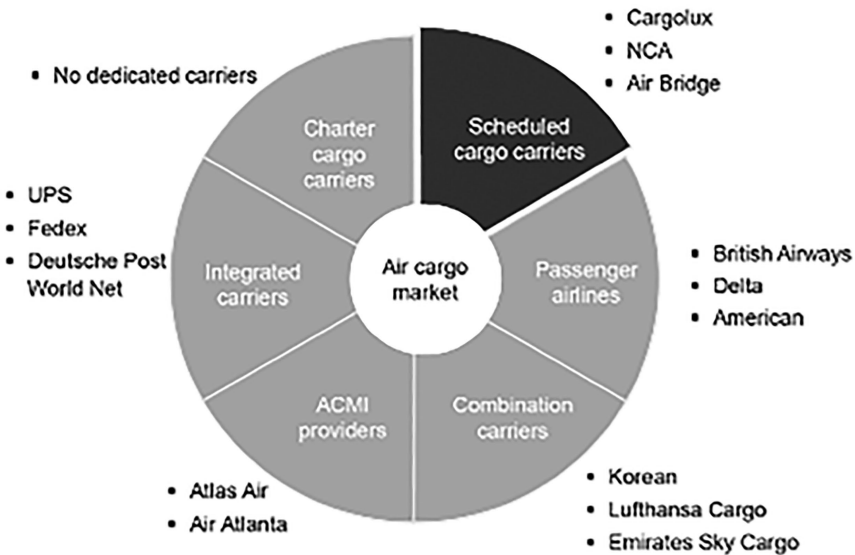 • Cargolux
• NCA
• Air Bridge
• No dedicated carriers
Charter
cargo
carriers
Scheduled
cargo carriers
• UPS
• Fedex
• Deutsche Post
World Net
Integrated
carriers
Air cargo
market
Passenger
airlines
• British Airways
• Delta
• American
ACMI
providers
Combination
carriers
• Atlas Air
• Air Atlanta
• Korean
• Lufthansa Cargo
• Emirates Sky Cargo